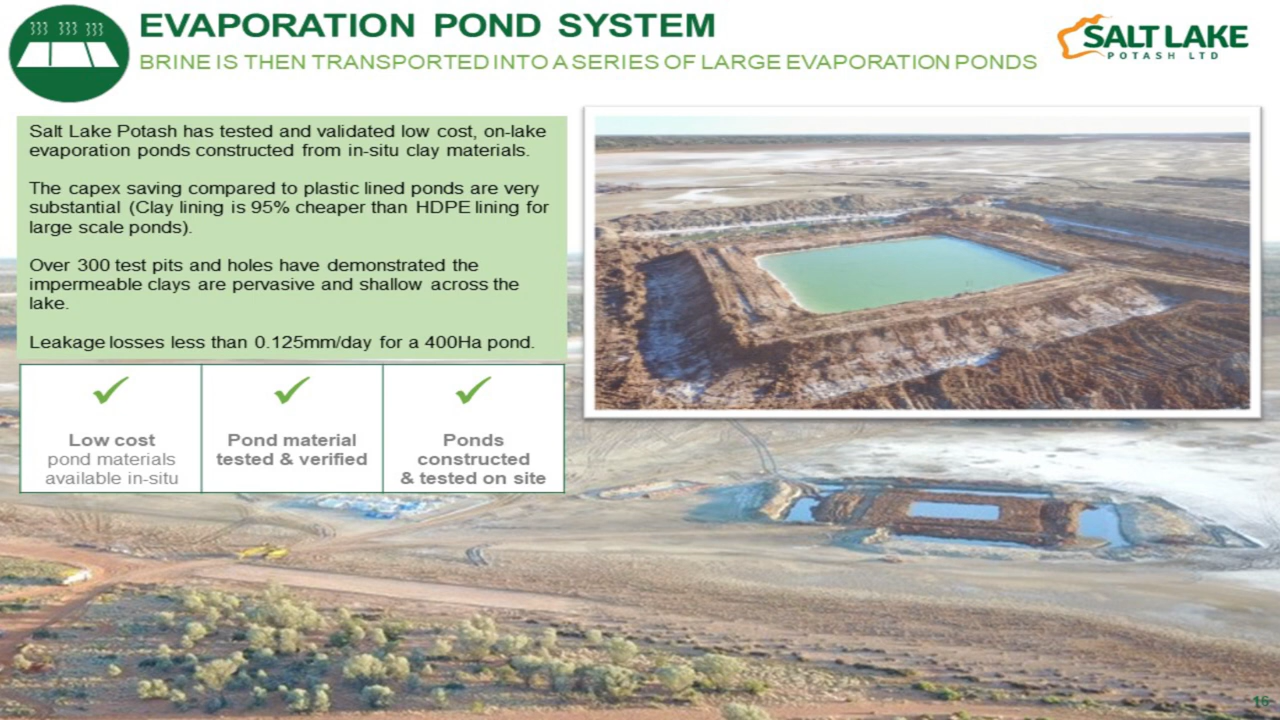 EVAPORATION POND SYSTEM
BRINE IS THEN TRANSPORTED INTO A SERIES OF LARGE EVAPORATION PONDS
SALT LAKE
POTASH LTD
Salt Lake Potash has tested and validated low cost, on-lake
evaporation ponds constructed from in-situ clay materials.
The capex saving compared to plastic lined ponds are very
substantial (Clay lining is 95% cheaper than HDPE lining for
large scale ponds).
Over 300 test pits and holes have demonstrated the
impermeable clays are pervasive and shallow across the
lake.
Leakage losses less than 0.125mm/day for a 400Ha pond.
Low cost
pond materials
available in-situ
Pond material
tested & verified
Ponds
constructed
& tested on site
16